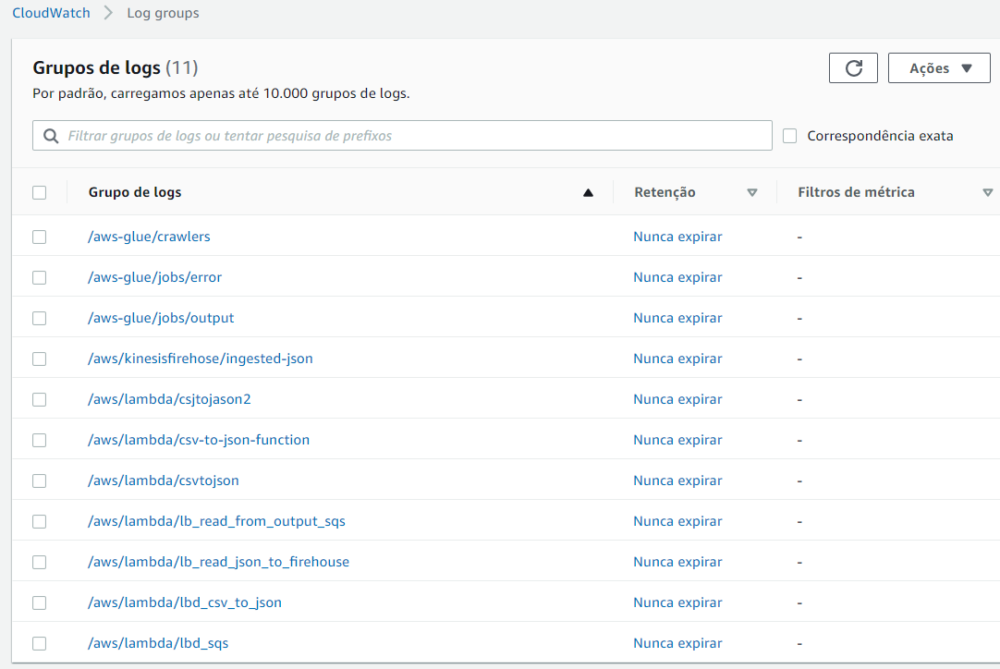 CloudWatch > Log groups
Grupos de logs (11)
Ações
Por padrão, carregamos apenas até 10.000 grupos de logs.
Filtrar grupos de logs ou tentar pesquisa de prefixos
Correspondência exata
Grupo de logs Retenção Filtros de métrica
/aws-glue/crawlers Nunca expirar -
/aws-glue/jobs/error Nunca expirar -
/aws-glue/jobs/output Nunca expirar -
/aws/kinesisfirehose/ingested-json Nunca expirar -
/aws/lambda/csjtojason2 Nunca expirar -
/aws/lambda/csv-to-json-function Nunca expirar -
/aws/lambda/csvtojson Nunca expirar -
/aws/lambda/lb_read_from_output_sqs Nunca expirar -
/aws/lambda/lb_read_json_to_firehouse Nunca expirar -
/aws/lambda/lbd_csv_to_json Nunca expirar -
/aws/lambda/lbd_sqs Nunca expirar -